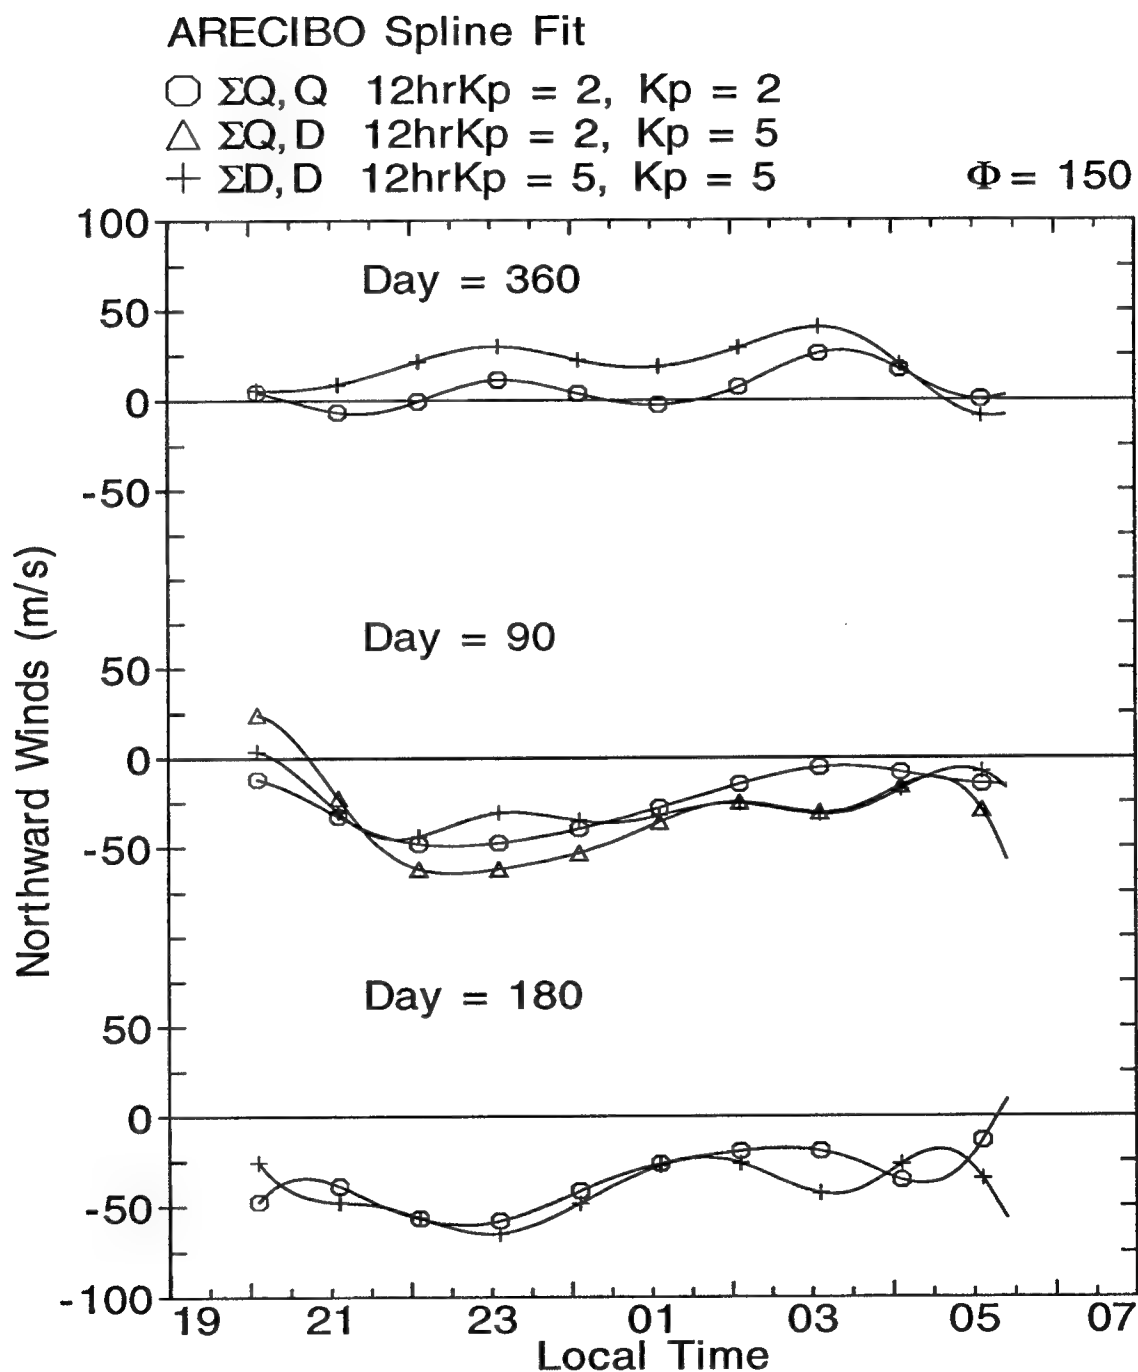 ARECIBO Spline Fit
ΣQ, Q 12hrKp = 2, Kp = 2
ΣQ, D 12hrKp = 2, Kp = 5
ΣD, D 12hrKp = 5, Kp = 5
Φ = 150
100
Day = 360
50
0
-50
Day = 90
50
0
-50
Day = 180
50
0
-50
-100
Northward Winds (m/s)
19 21 23 01 03 05 07
Local Time